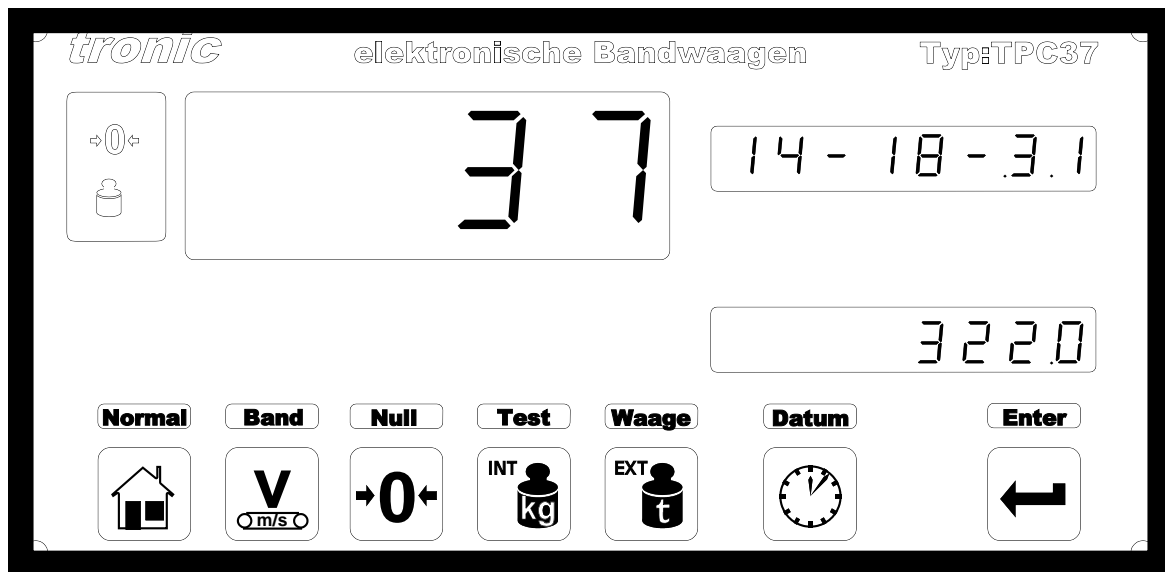 tronic elektronische Bandwaagen Typ:TPC37
→0←
37
14-18-.3.1
322.0
Normal Band Null Test Waage Datum Enter
V
m/s
→0←
INT
kg
EXT
t